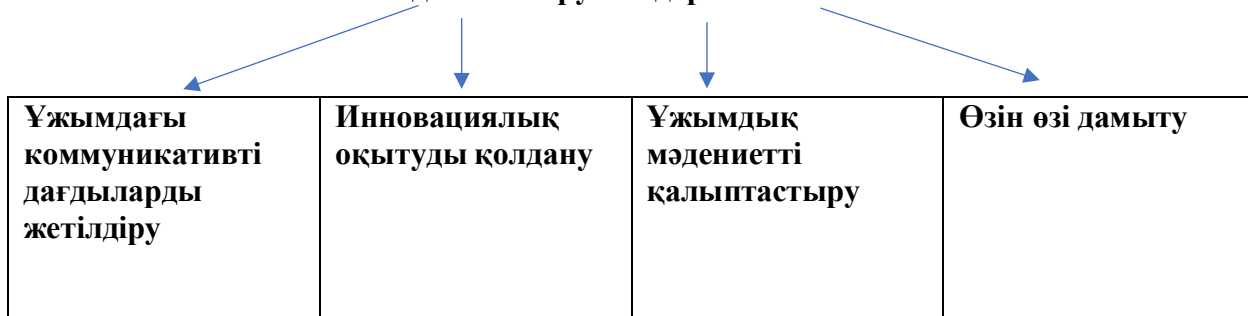 Ұжымдағы
коммуникативті
дағдыларды
жетілдіру
Инновациялық
оқытуды қолдану
Ұжымдық
мәдениетті
қалыптастыру
Өзін өзі дамыту